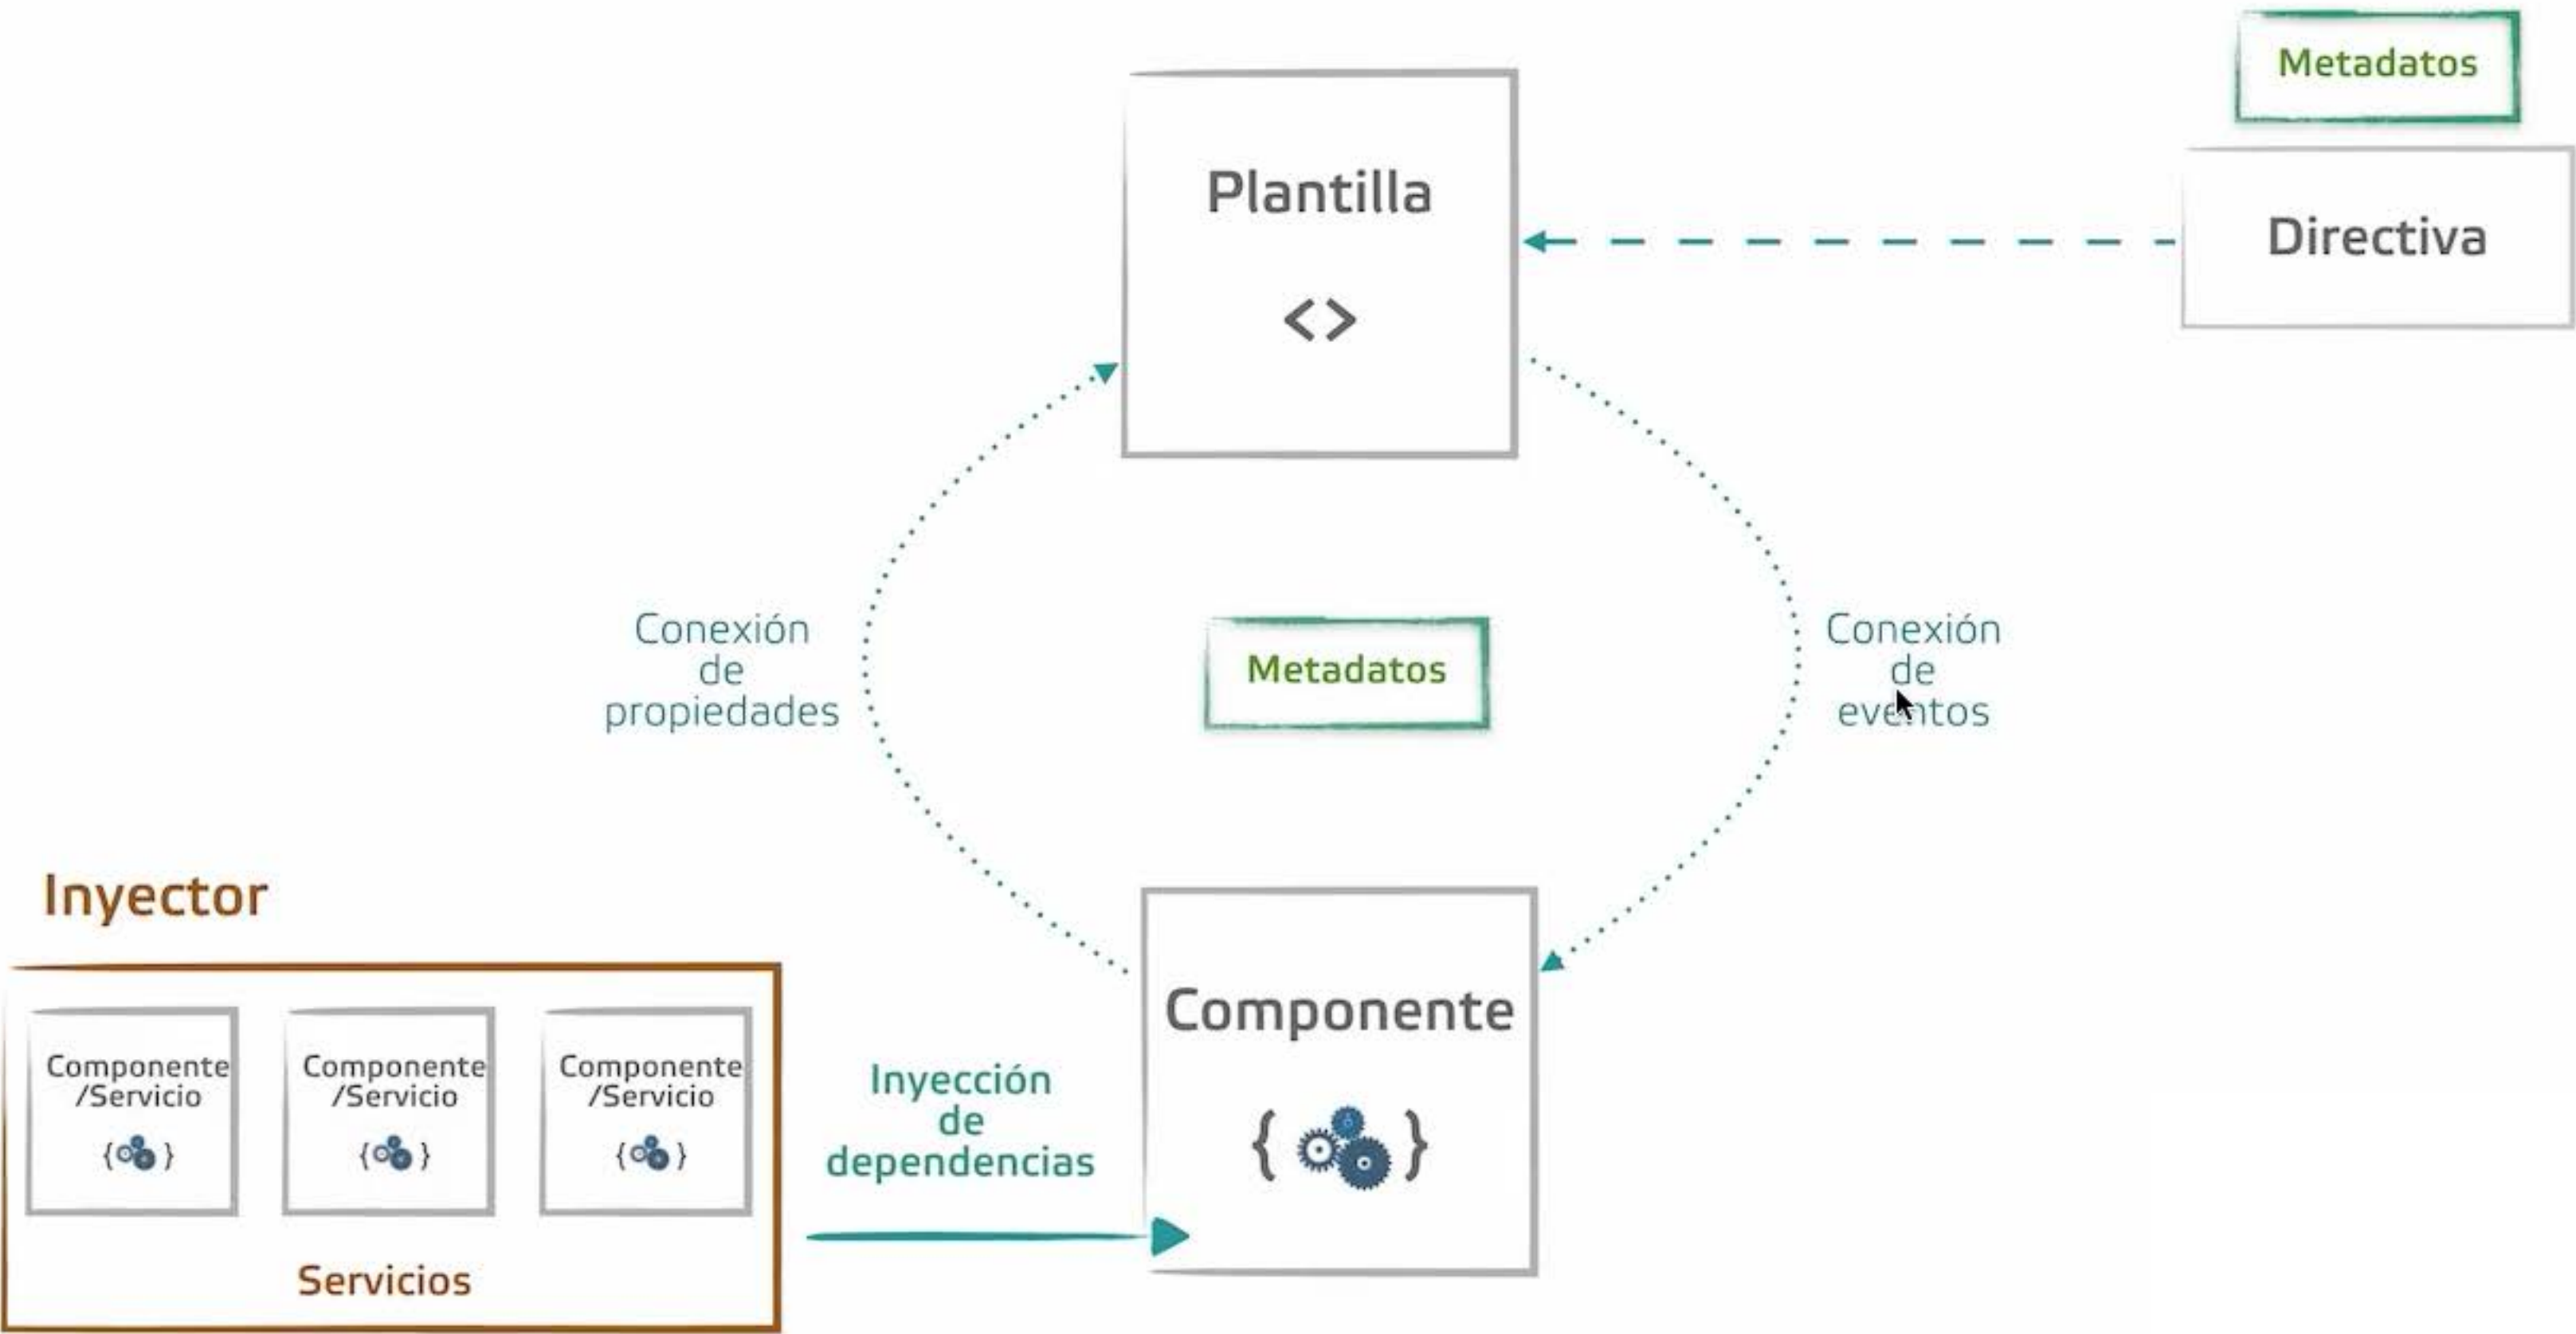 Metadatos
Plantilla
<>
Directiva
Conexión
de
propiedades
Metadatos
Conexión
de
eventos
Inyector
Componente
/Servicio
{ }
Componente
/Servicio
{ }
Componente
/Servicio
{ }
Servicios
Inyección
de
dependencias
Componente
{ }